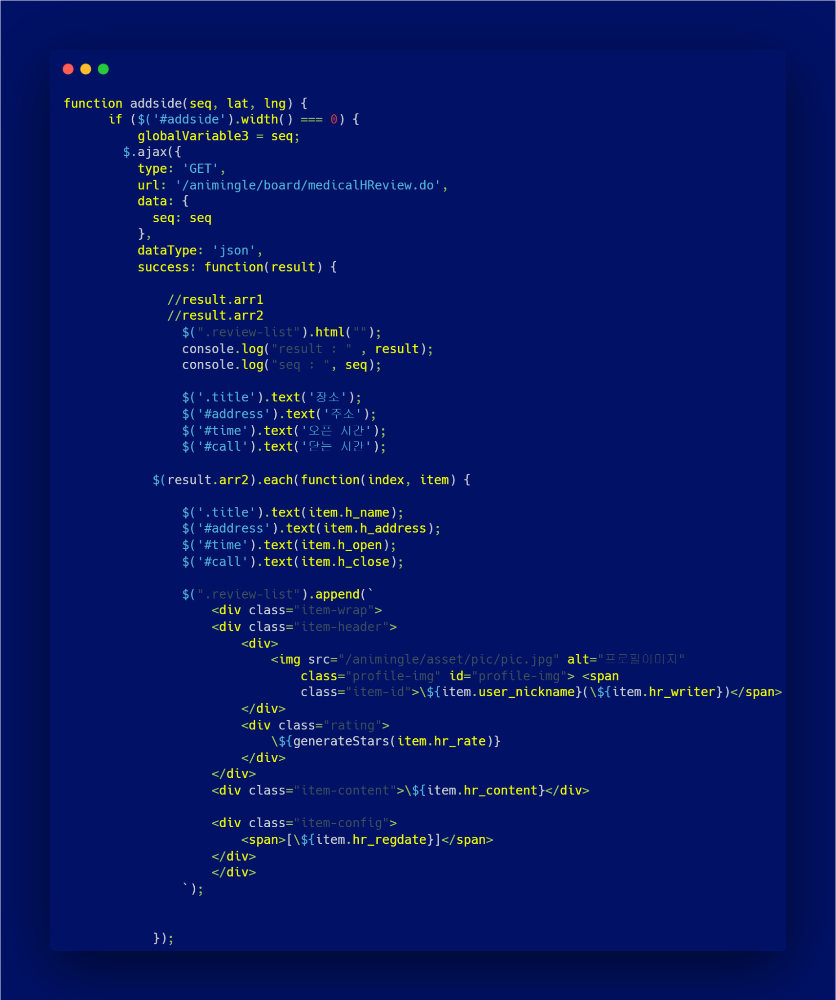 function addside(seq, lat, lng) {
if ($('#addside').width() === 0) {
globalVariable3 = seq;
$.ajax({
type: 'GET',
url: '/animingle/board/medicalHReview.do',
data: {
seq: seq
},
dataType: 'json',
success: function(result) {
//result.arr1
//result.arr2
$(".review-list").html("");
console.log("result : " , result);
console.log("seq : ", seq);
$('.title').text('장소');
$('#address').text('주소');
$('#time').text('오픈 시간');
$('#call').text('닫는 시간');
$(result.arr2).each(function(index, item) {
$('.title').text(item.h_name);
$('#address').text(item.h_address);
$('#time').text(item.h_open);
$('#call').text(item.h_close);
$(".review-list").append(`
<div class="item-wrap">
<div class="item-header">
<div>
<img src="/animingle/asset/pic/pic.jpg" alt="프로필이미지"
class="profile-img" id="profile-img"> <span
class="item-id">\${item.user_nickname}(\${item.hr_writer})</span>
</div>
<div class="rating">
\${generateStars(item.hr_rate)}
</div>
</div>
<div class="item-content">\${item.hr_content}</div>
<div class="item-config">
<span>[\${item.hr_regdate}]</span>
</div>
</div>
`);
});